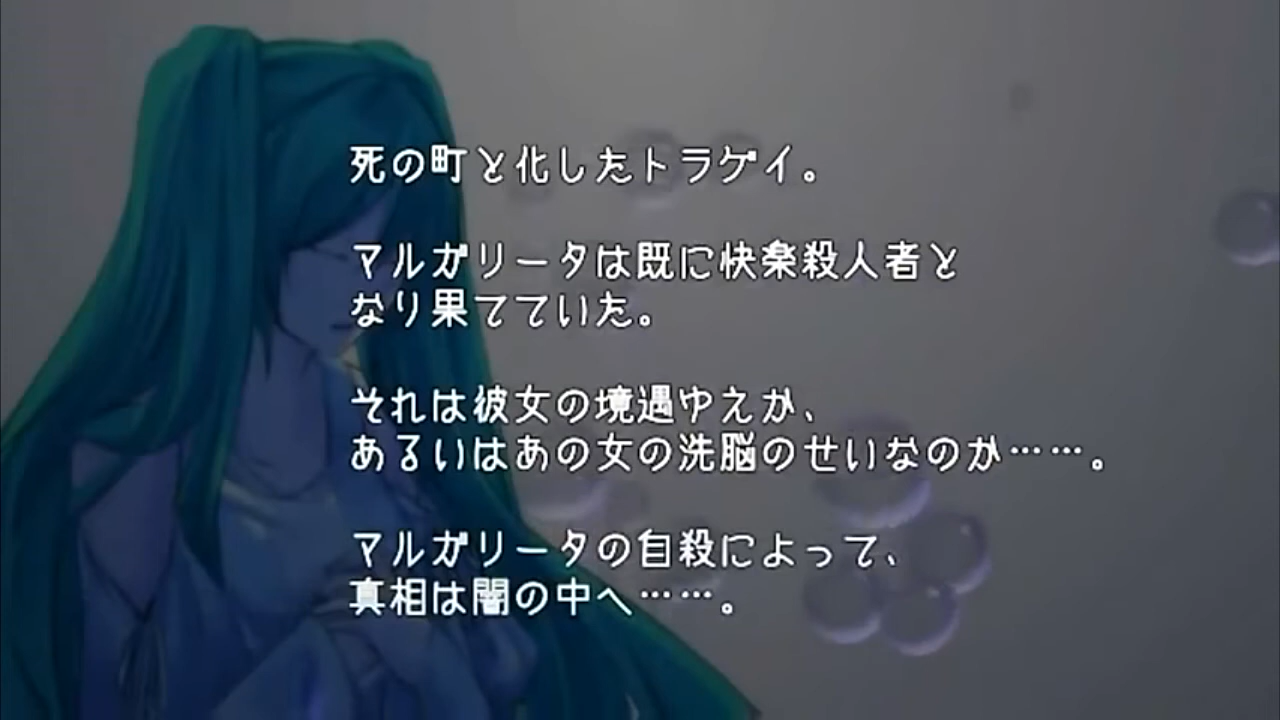 死の町と化したトラゲイ。
マルガリータは既に快楽殺人者と
なり果てていた。
それは彼女の境遇ゆえか、
あるいはあの女の洗脳のせいなのか……。
マルガリータの自殺によって、
真相は闇の中へ……。